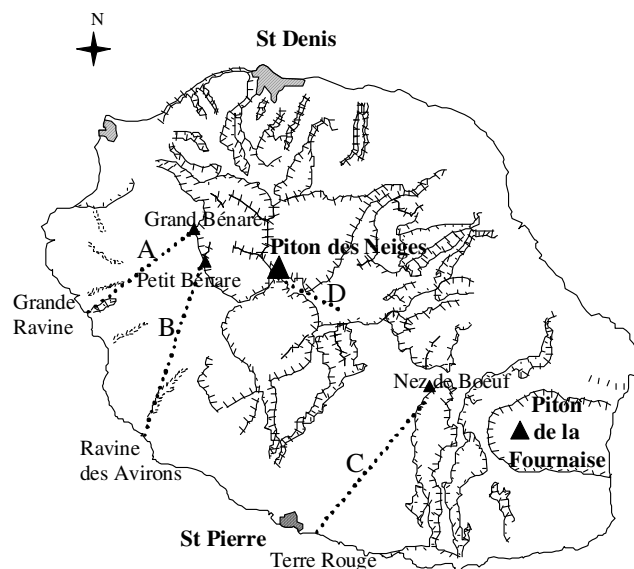 N
St Denis
Grand Bénare
A
Piton des Neiges
Petit Bénare
D
Grande
Ravine
B
Nez de Boeuf
Piton
de la
Fournaise
Ravine
des Avirons
C
St Pierre
Terre Rouge